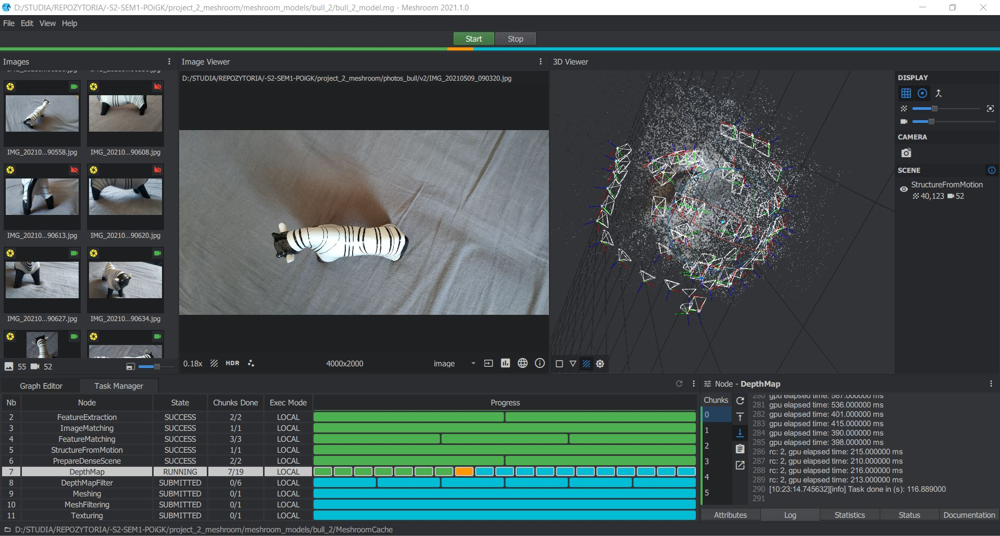 D:/STUDIA/REPOZYTORIA/-S2-SEM1-POiGK/project_2_meshroom/meshroom_models/bull_2/bull_2_model.mg - Meshroom 2021.1.0
File Edit View Help
Start Stop
Images
IMG_20210...90558.jpg IMG_20210...90608.jpg
IMG_20210...90613.jpg IMG_20210...90620.jpg
IMG_20210...90627.jpg IMG_20210...90634.jpg
55 52
Image Viewer
D:/STUDIA/REPOZYTORIA/-S2-SEM1-POiGK/project_2_meshroom/photos_bull/v2/IMG_20210509_090320.jpg
0.18x HDR 4000x2000 image
3D Viewer
DISPLAY
CAMERA
SCENE
StructureFromMotion
40,123 52
Graph Editor Task Manager
Nb Node State Chunks Done Exec Mode Progress
2 FeatureExtraction SUCCESS 2/2 LOCAL
3 ImageMatching SUCCESS 1/1 LOCAL
4 FeatureMatching SUCCESS 3/3 LOCAL
5 StructureFromMotion SUCCESS 1/1 LOCAL
6 PrepareDenseScene SUCCESS 2/2 LOCAL
7 DepthMap RUNNING 7/19 LOCAL
8 DepthMapFilter SUBMITTED 0/6 LOCAL
9 Meshing SUBMITTED 0/1 LOCAL
10 MeshFiltering SUBMITTED 0/1 LOCAL
11 Texturing SUBMITTED 0/1 LOCAL
Node - DepthMap
Chunks
0
1
2
3
4
5
280 gpu elapsed time: 567.000000 ms
281 gpu elapsed time: 536.000000 ms
282 gpu elapsed time: 401.000000 ms
283 gpu elapsed time: 415.000000 ms
284 gpu elapsed time: 390.000000 ms
285 gpu elapsed time: 398.000000 ms
286 rc: 2, gpu elapsed time: 215.000000 ms
287 rc: 2, gpu elapsed time: 210.000000 ms
288 rc: 2, gpu elapsed time: 216.000000 ms
289 rc: 2, gpu elapsed time: 213.000000 ms
290 [10:23:14.745632][info] Task done in (s): 116.889000
291
Attributes Log Statistics Status Documentation
D:/STUDIA/REPOZYTORIA/-S2-SEM1-POiGK/project_2_meshroom/meshroom_models/bull_2/MeshroomCache